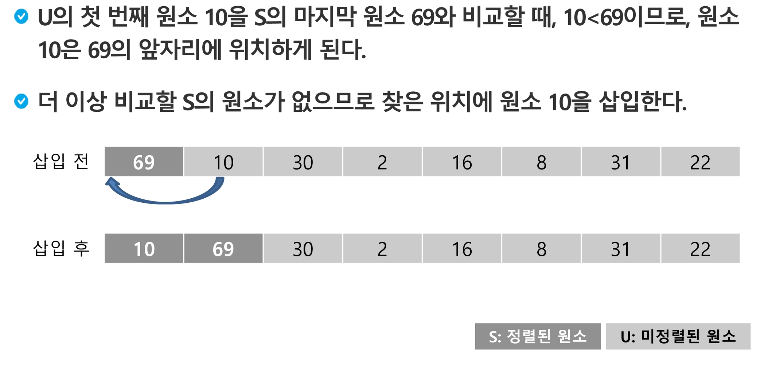 U의 첫 번째 원소 10을 S의 마지막 원소 69와 비교할 때, 10<69이므로, 원소
10은 69의 앞자리에 위치하게 된다.
더 이상 비교할 S의 원소가 없으므로 찾은 위치에 원소 10을 삽입한다.
삽입 전 69 10 30 2 16 8 31 22
삽입 후 10 69 30 2 16 8 31 22
S: 정렬된 원소 U: 미정렬된 원소